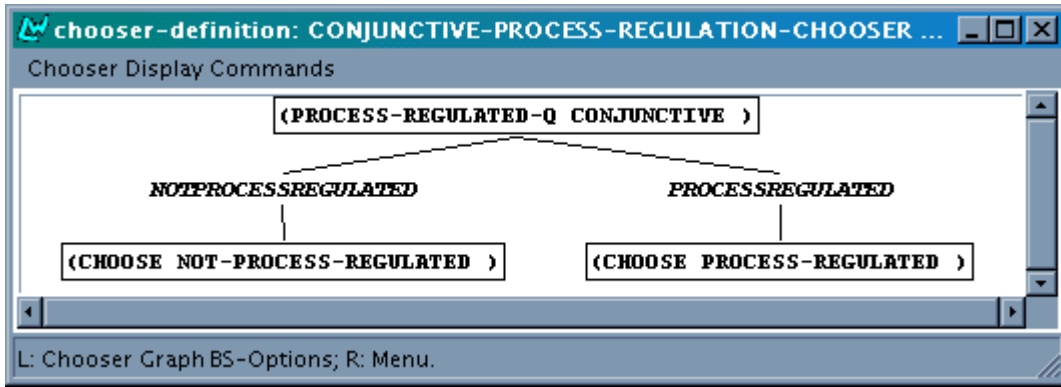 chooser-definition: CONJUNCTIVE-PROCESS-REGULATION-CHOOSER ...
Chooser Display Commands
(PROCESS-REGULATED-Q CONJUNCTIVE )
NOTPROCESSREGULATED PROCESSREGULATED
(CHOOSE NOT-PROCESS-REGULATED ) (CHOOSE PROCESS-REGULATED )
L: Chooser Graph BS-Options; R: Menu.